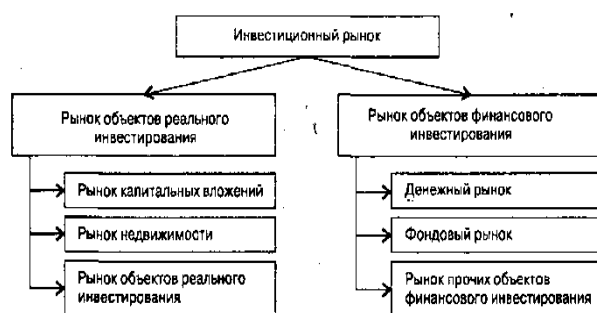 Инвестиционный рынок
Рынок объектов реального
инвестирования
Рынок объектов финансового
инвестирования
Рынок капитальных вложений
Рынок недвижимости
Рынок объектов реального
инвестирования
Денежный рынок
Фондовый рынок
Рынок прочих объектов
финансового инвестирования